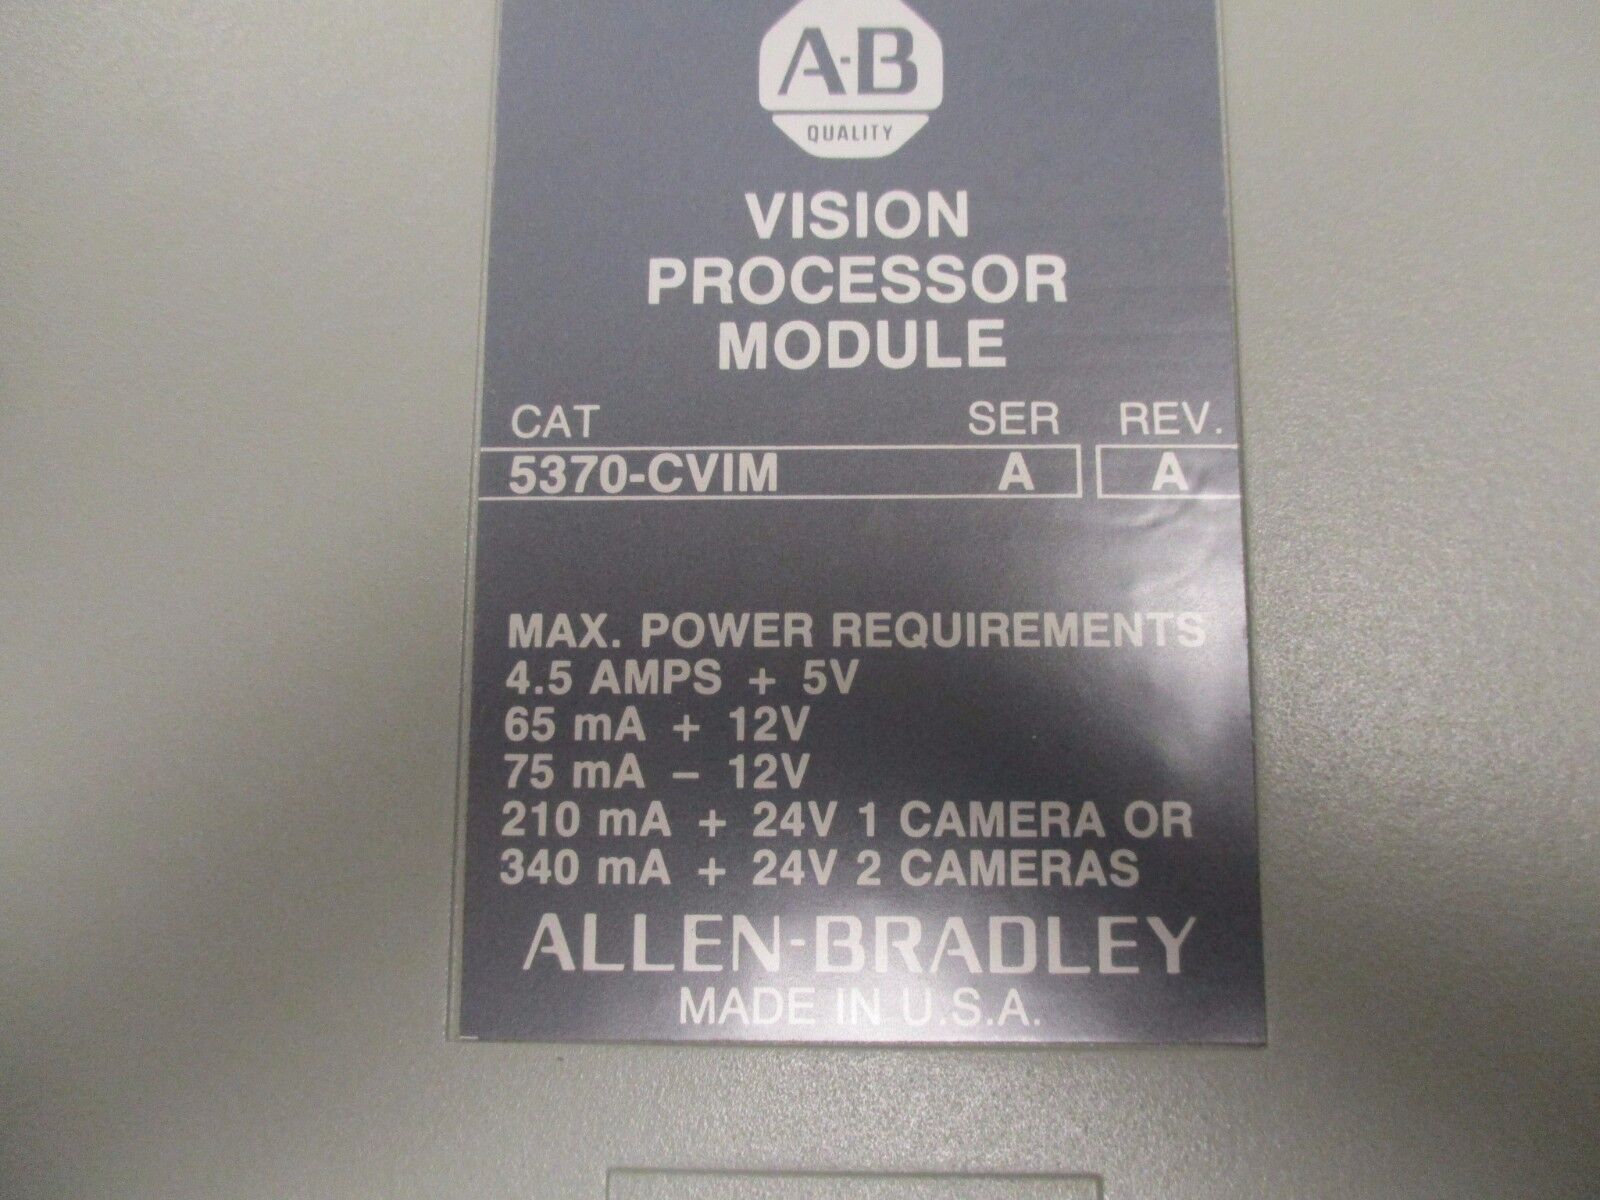 A-B
QUALITY
VISION
PROCESSOR
MODULE
CAT SER REV.
5370-CVIM A A
MAX. POWER REQUIREMENTS
4.5 AMPS + 5V
65 mA + 12V
75 mA – 12V
210 mA + 24V 1 CAMERA OR
340 mA + 24V 2 CAMERAS
ALLEN-BRADLEY
MADE IN U.S.A.